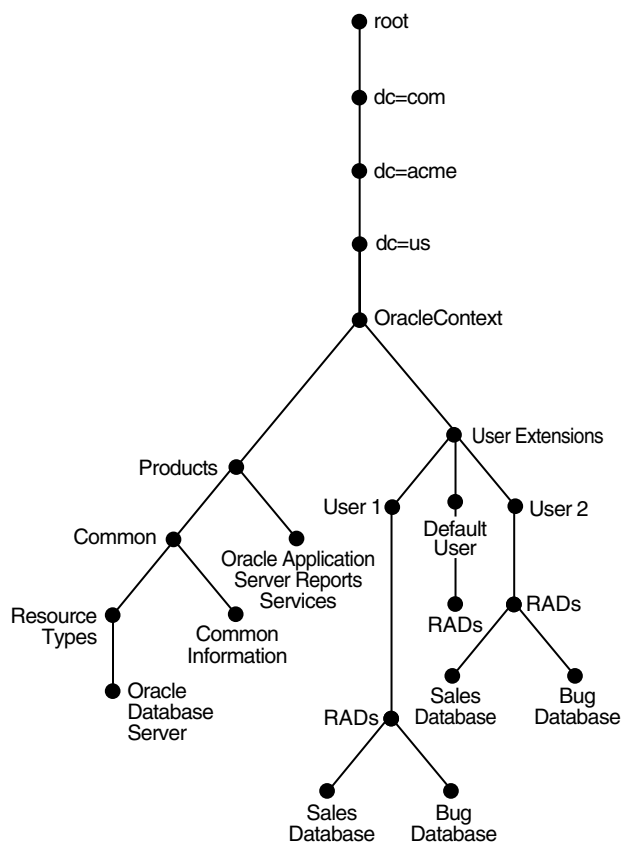 root
dc=com
dc=acme
dc=us
OracleContext
User Extensions
Products
User 1
Default
User
User 2
Common
Oracle Application
Server Reports
Services
Resource
Types
Common
Information
RADs
RADs
Oracle
Database
Server
Sales
Database
Bug
Database
RADs
Sales
Database
Bug
Database